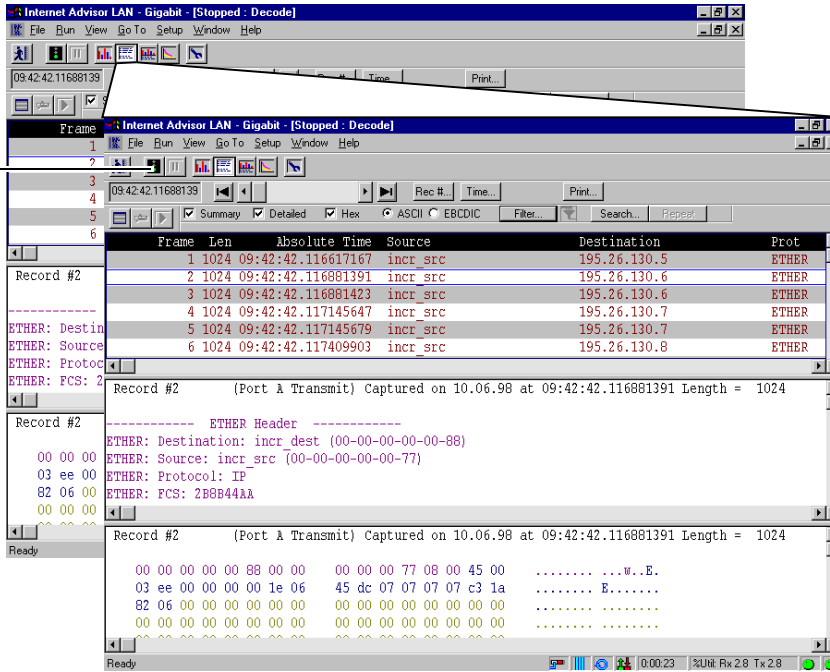 Internet Advisor LAN - Gigabit - [Stopped : Decode]
File Run View Go To Setup Window Help
09:42:42.11688139 Time... Print...
Frame
1
2
3
4
5
6
Record #2
------------
ETHER: Destin
ETHER: Source
ETHER: Protoc
ETHER: FCS: 2
Record #2
00 00 00
03 ee 00
82 06 00
00 00 00
Ready
Internet Advisor LAN - Gigabit - [Stopped : Decode]
File Run View Go To Setup Window Help
09:42:42.11688139 Rec #... Time... Print...
Summary Detailed Hex ASCII EBCDIC Filter... Search... Repeat
Frame Len Absolute Time Source Destination Prot
1 1024 09:42:42.116617167 incr_src 195.26.130.5 ETHER
2 1024 09:42:42.116881391 incr_src 195.26.130.6 ETHER
3 1024 09:42:42.116881423 incr_src 195.26.130.6 ETHER
4 1024 09:42:42.117145647 incr_src 195.26.130.7 ETHER
5 1024 09:42:42.117145679 incr_src 195.26.130.7 ETHER
6 1024 09:42:42.117409903 incr_src 195.26.130.8 ETHER
Record #2 (Port A Transmit) Captured on 10.06.98 at 09:42:42.116881391 Length = 1024
------------ ETHER Header ------------
ETHER: Destination: incr_dest (00-00-00-00-00-88)
ETHER: Source: incr_src (00-00-00-00-00-77)
ETHER: Protocol: IP
ETHER: FCS: 2B8B44AA
Record #2 (Port A Transmit) Captured on 10.06.98 at 09:42:42.116881391 Length = 1024
00 00 00 00 00 88 00 00 00 00 00 77 08 00 45 00 ........ ...w..E.
03 ee 00 00 00 00 1e 06 45 dc 07 07 07 07 c3 1a ........ E.......
82 06 00 00 00 00 00 00 00 00 00 00 00 00 00 00 ........ ........
00 00 00 00 00 00 00 00 00 00 00 00 00 00 00 00 ........ ........
Ready 0:00:23 %Util: Rx 2.8 Tx 2.8